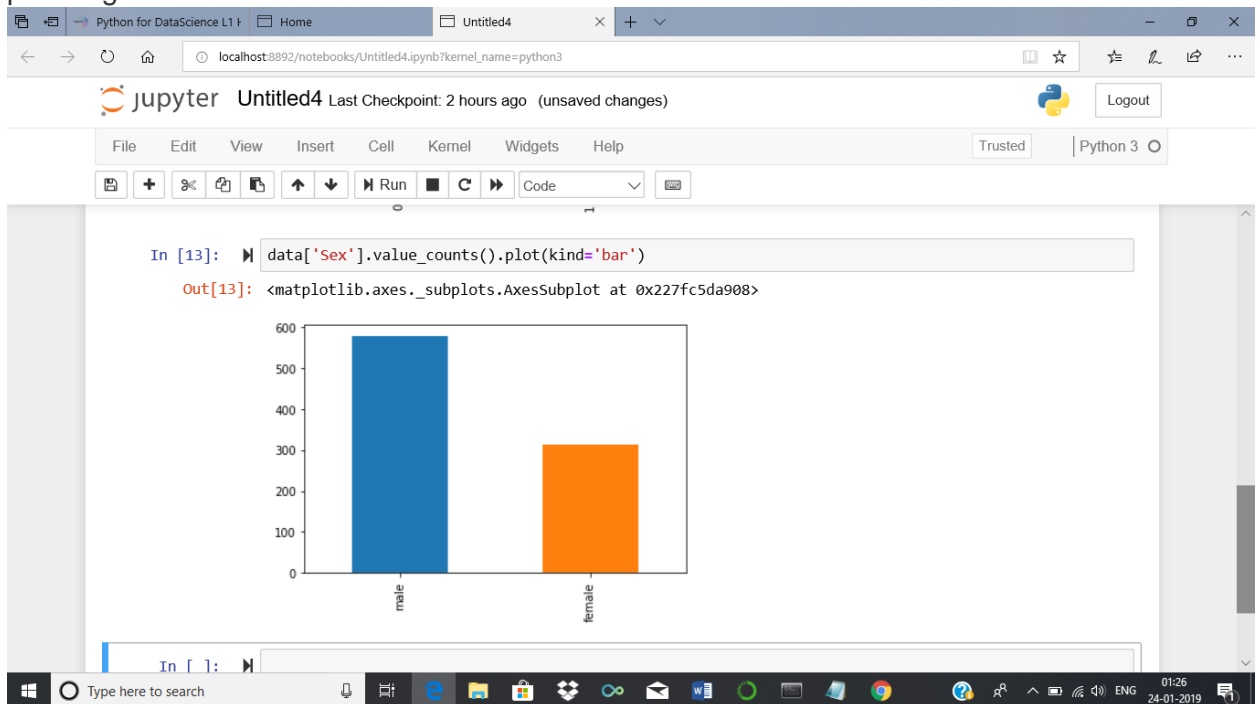 Python for DataScience L1 H
Home
Untitled4
localhost:8892/notebooks/Untitled4.ipynb?kernel_name=python3
jupyter Untitled4 Last Checkpoint: 2 hours ago (unsaved changes)
Logout
File Edit View Insert Cell Kernel Widgets Help
Trusted
Python 3
Run
Code
0 1
In [13]: data['Sex'].value_counts().plot(kind='bar')
Out[13]: <matplotlib.axes._subplots.AxesSubplot at 0x227fc5da908>
600
500
400
300
200
100
0
male
female
In [ ]:
Type here to search
ENG
01:26
24-01-2019